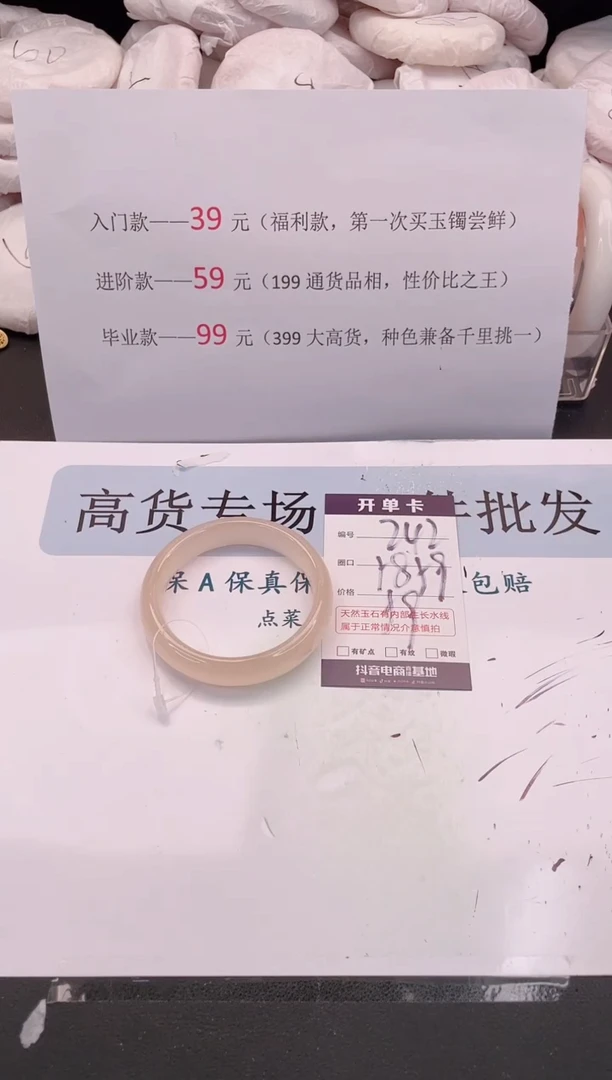 入门款——39 元（福利款，第一次买玉镯尝鲜）
进阶款——59 元（199 通货品相，性价比之王）
毕业款——99 元（399 大高货，种色兼备千里挑一）
高货专场
件批发
保 A 保真保
包赔
点菜
开单卡
编号 242
圈口
价格
天然玉石有内部生长水线
属于正常情况介意慎拍
有矿点 有纹 微瑕
抖音电商 基地